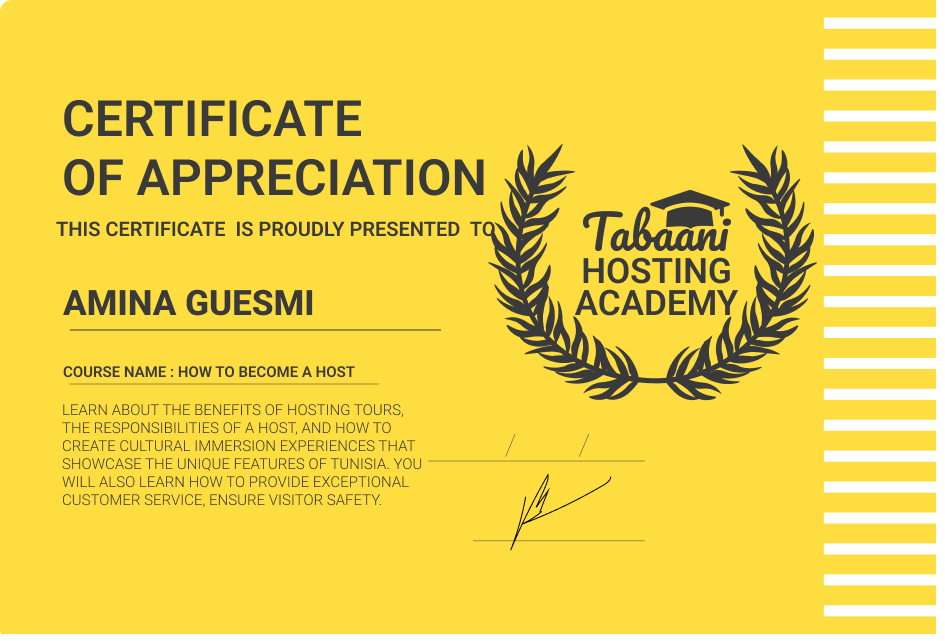 CERTIFICATE
OF APPRECIATION
THIS CERTIFICATE IS PROUDLY PRESENTED TO
AMINA GUESMI
Tabaani
HOSTING
ACADEMY
COURSE NAME : HOW TO BECOME A HOST
LEARN ABOUT THE BENEFITS OF HOSTING TOURS,
THE RESPONSIBILITIES OF A HOST, AND HOW TO
CREATE CULTURAL IMMERSION EXPERIENCES THAT
SHOWCASE THE UNIQUE FEATURES OF TUNISIA. YOU
WILL ALSO LEARN HOW TO PROVIDE EXCEPTIONAL
CUSTOMER SERVICE, ENSURE VISITOR SAFETY.
/ /